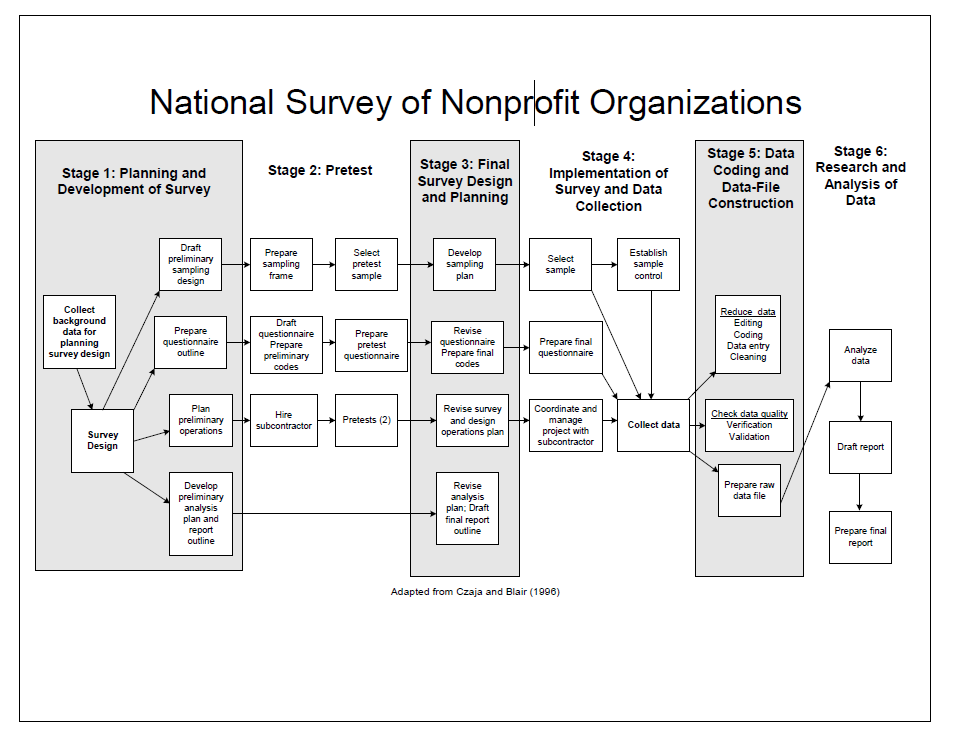 National Survey of Nonprofit Organizations
Stage 1: Planning and
Development of Survey
Stage 2: Pretest
Stage 3: Final
Survey Design
and Planning
Stage 4:
Implementation of
Survey and Data
Collection
Stage 5: Data
Coding and
Data-File
Construction
Stage 6:
Research and
Analysis of
Data
Collect
background
data for
planning
survey design
Survey
Design
Draft
preliminary
sampling
design
Prepare
sampling
frame
Select
pretest
sample
Develop
sampling
plan
Select
sample
Establish
sample
control
Prepare
questionnaire
outline
Draft
questionnaire
Prepare
preliminary
codes
Prepare
pretest
questionnaire
Revise
questionnaire
Prepare final
codes
Prepare final
questionnaire
Plan
preliminary
operations
Hire
subcontractor
Pretests (2)
Revise survey
and design
operations plan
Coordinate and
manage
project with
subcontractor
Collect data
Develop
preliminary
analysis
plan and
report
outline
Revise
analysis
plan; Draft
final report
outline
Reduce data
Editing
Coding
Data entry
Cleaning
Check data quality
Verification
Validation
Prepare raw
data file
Analyze
data
Draft report
Prepare final
report
Adapted from Czaja and Blair (1996)